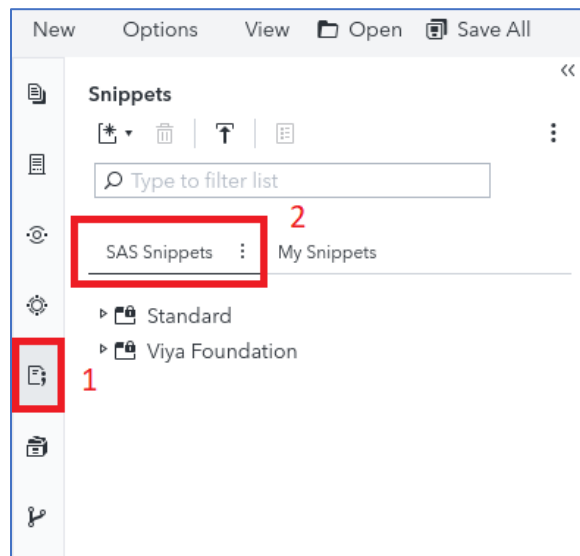 New Options View Open Save All
Snippets
Type to filter list
2
SAS Snippets My Snippets
Standard
Viya Foundation
1